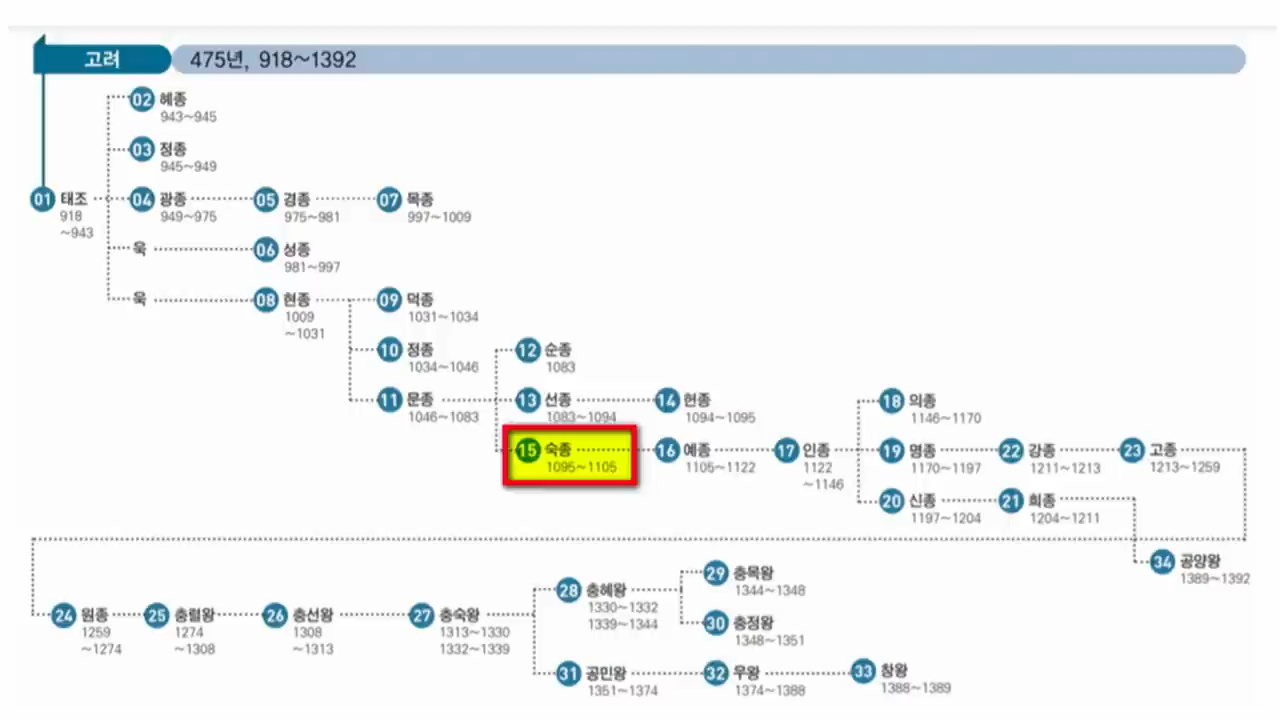 고려 475년, 918~1392
02 혜종
943~945
03 정종
945~949
01 태조 04 광종 05 경종 07 목종
918 949~975 975~981 997~1009
~943
욱 06 성종
981~997
욱 08 현종 09 덕종
1009 1031~1034
~1031
10 정종 12 순종
1034~1046 1083
11 문종 13 선종 14 헌종 18 의종
1046~1083 1083~1094 1094~1095 1146~1170
15 숙종 16 예종 17 인종 19 명종 22 강종 23 고종
1095~1105 1105~1122 1122 1170~1197 1211~1213 1213~1259
~1146
20 신종 21 희종
1197~1204 1204~1211
34 공양왕
1389~1392
29 충목왕
1344~1348
28 충혜왕
1330~1332
1339~1344
24 원종 25 충렬왕 26 충선왕 27 충숙왕 30 충정왕
1259 1274 1308 1313~1330 1348~1351
~1274 ~1308 ~1313 1332~1339
31 공민왕 32 우왕 33 창왕
1351~1374 1374~1388 1388~1389